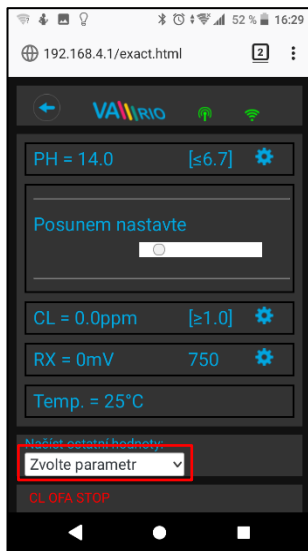 52 % 16:29
192.168.4.1/exact.html 2
VA\\\RIO
PH = 14.0 [≤6.7]
Posunem nastavte
CL = 0.0ppm [≥1.0]
RX = 0mV 750
Temp. = 25°C
Načíst ostatní hodnoty:
Zvolte parametr
CL OFA STOP